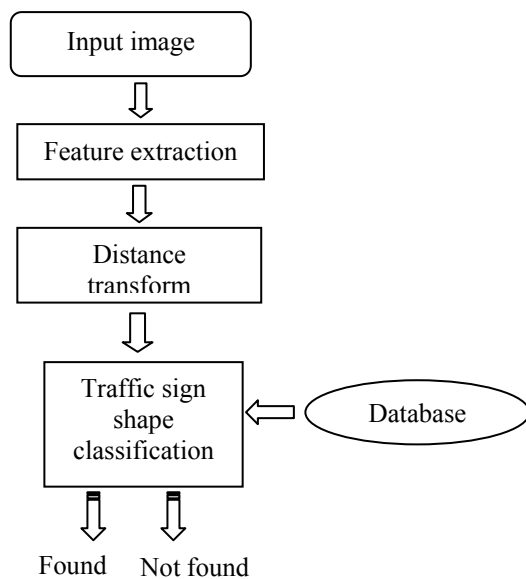 Input image
Feature extraction
Distance
transform
Traffic sign
shape
classification
Database
Found
Not found